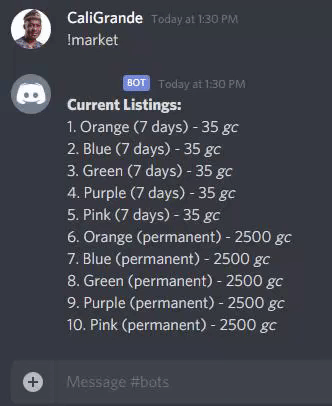 CaliGrande Today at 1:30 PM
!market
BOT Today at 1:30 PM
Current Listings:
1. Orange (7 days) - 35 gc
2. Blue (7 days) - 35 gc
3. Green (7 days) - 35 gc
4. Purple (7 days) - 35 gc
5. Pink (7 days) - 35 gc
6. Orange (permanent) - 2500 gc
7. Blue (permanent) - 2500 gc
8. Green (permanent) - 2500 gc
9. Purple (permanent) - 2500 gc
10. Pink (permanent) - 2500 gc
Message #bots